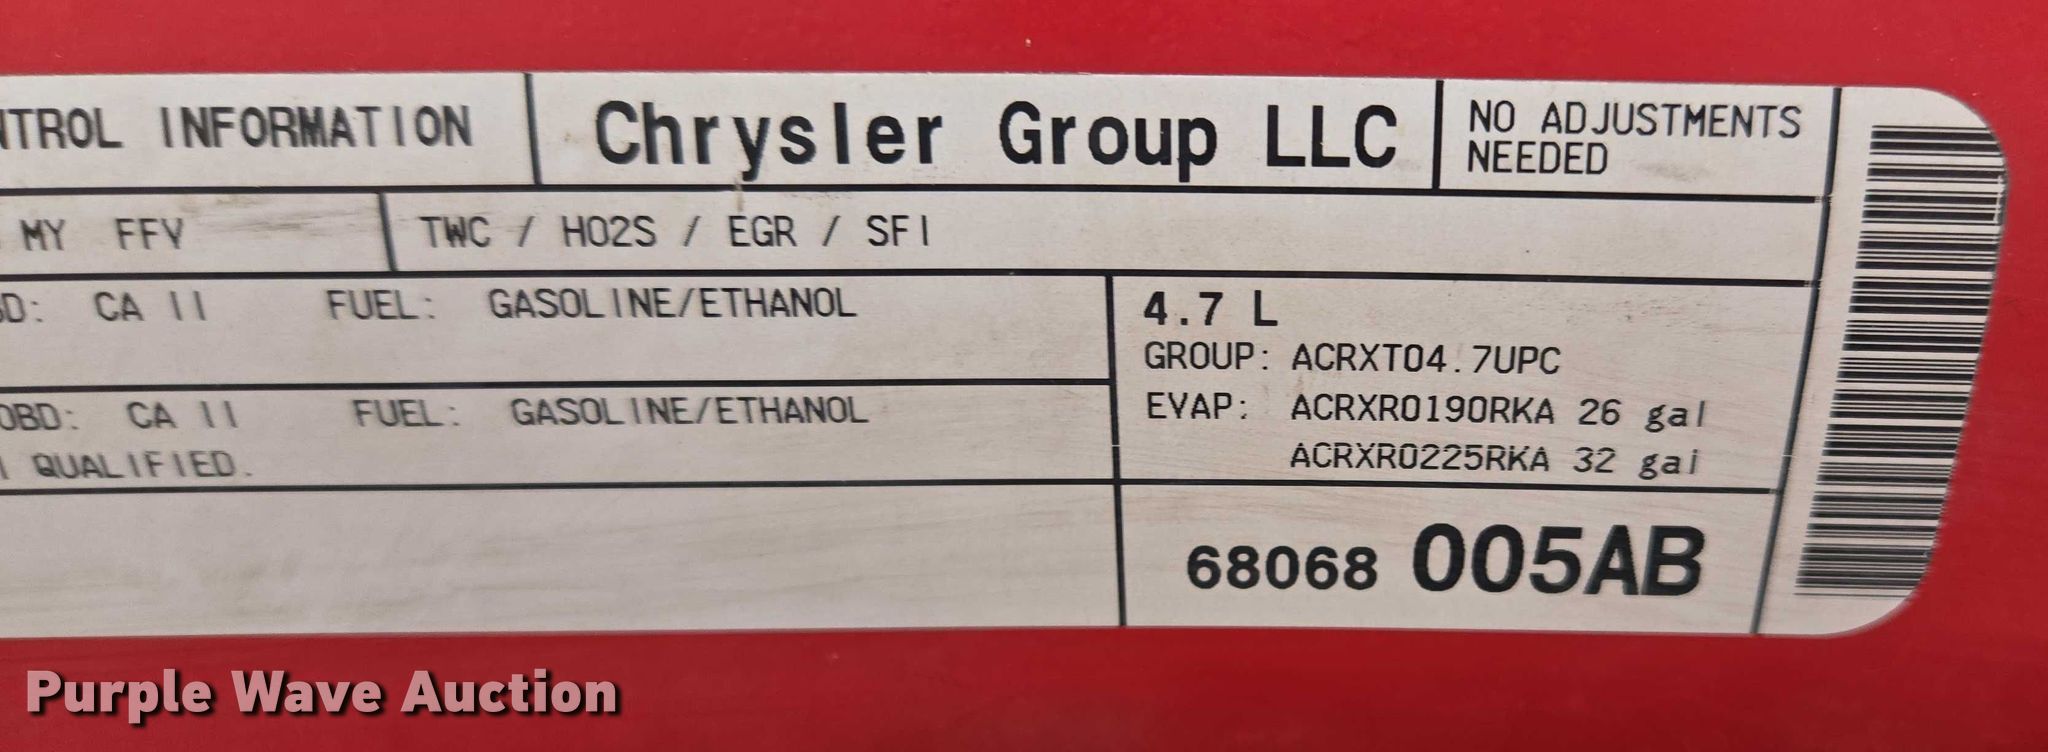 NTROL INFORMATION
Chrysler Group LLC
NO ADJUSTMENTS
NEEDED
MY FFV
TWC / HO2S / EGR / SFI
BD: CA II FUEL: GASOLINE/ETHANOL
4.7 L
GROUP: ACRXT04.7UPC
OBD: CA II FUEL: GASOLINE/ETHANOL
EVAP: ACRXR0190RKA 26 gal
QUALIFIED.
ACRXR0225RKA 32 gal
68068 005AB
Purple Wave Auction